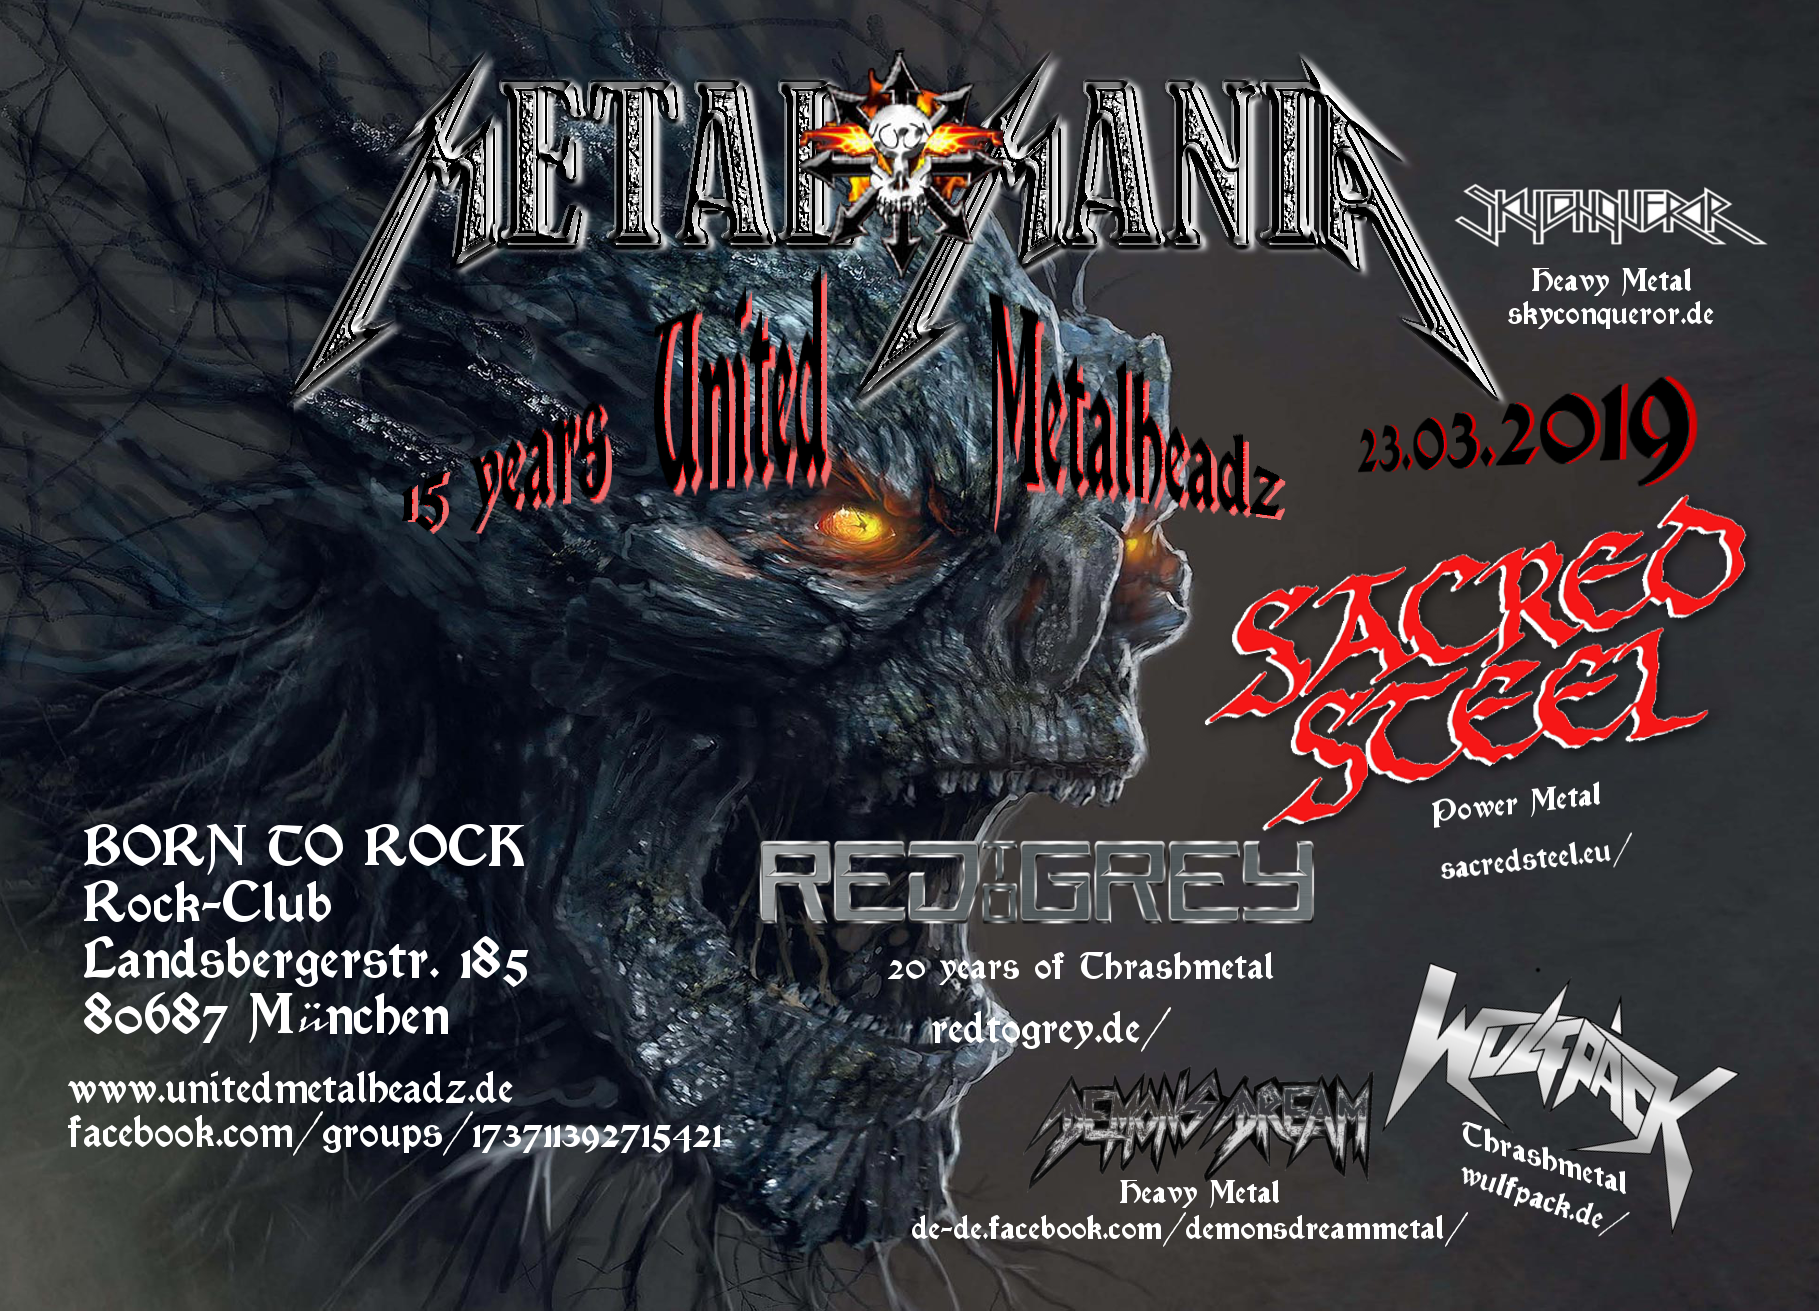 METAL MANIA
15 years United Metalheadz
SKYCONQUEROR
Heavy Metal
skyconqueror.de
23.03.2019
SACRED
STEEL
Power Metal
sacredsteel.eu/
BORN TO ROCK
Rock-Club
Landsbergerstr. 185
80687 München
www.unitedmetalheadz.de
facebook.com/groups/173711392715421
RED TO GREY
20 years of Thrashmetal
redtogrey.de/
DEMONS DREAM
Heavy Metal
de-de.facebook.com/demonsdreammetal/
WULFPÄCK
Thrashmetal
wulfpack.de/